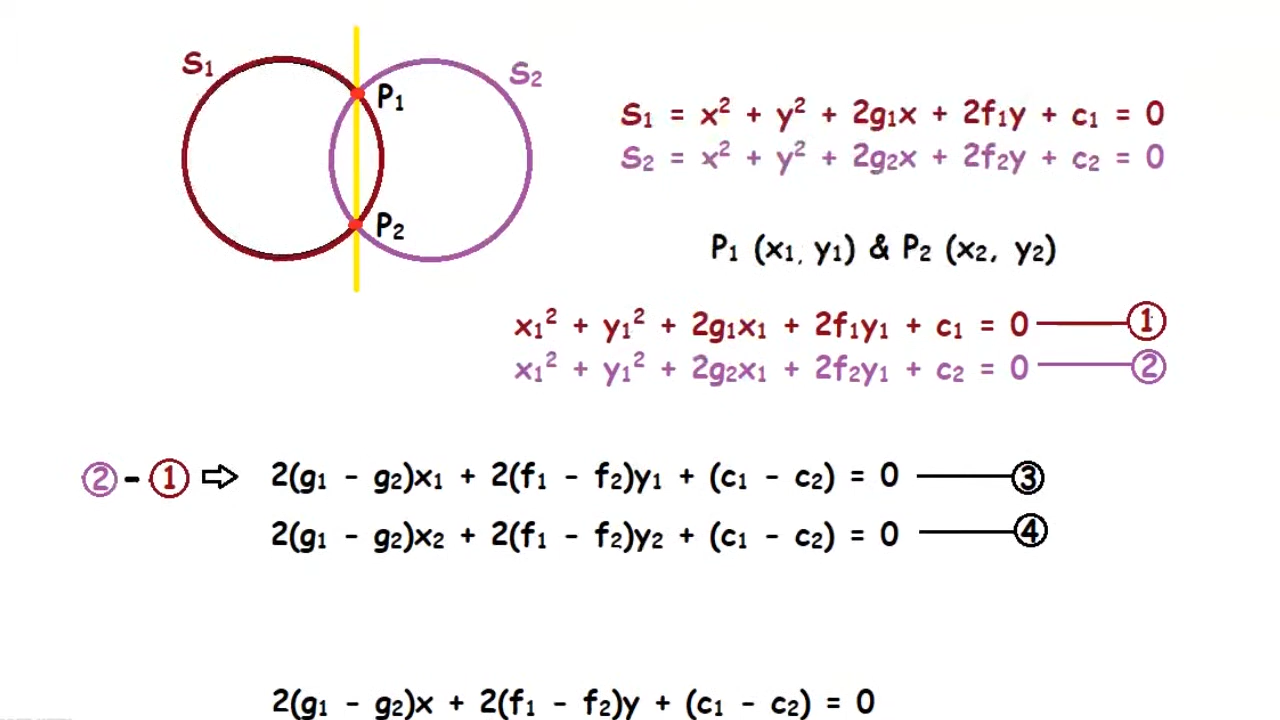 S₁
S₂
P₁
P₂
S₁ = x² + y² + 2g₁x + 2f₁y + c₁ = 0
S₂ = x² + y² + 2g₂x + 2f₂y + c₂ = 0
P₁ (x₁, y₁) & P₂ (x₂, y₂)
x₁² + y₁² + 2g₁x₁ + 2f₁y₁ + c₁ = 0 ①
x₁² + y₁² + 2g₂x₁ + 2f₂y₁ + c₂ = 0 ②
② - ① ⇨ 2(g₁ - g₂)x₁ + 2(f₁ - f₂)y₁ + (c₁ - c₂) = 0 ③
2(g₁ - g₂)x₂ + 2(f₁ - f₂)y₂ + (c₁ - c₂) = 0 ④
2(g₁ - g₂)x + 2(f₁ - f₂)y + (c₁ - c₂) = 0